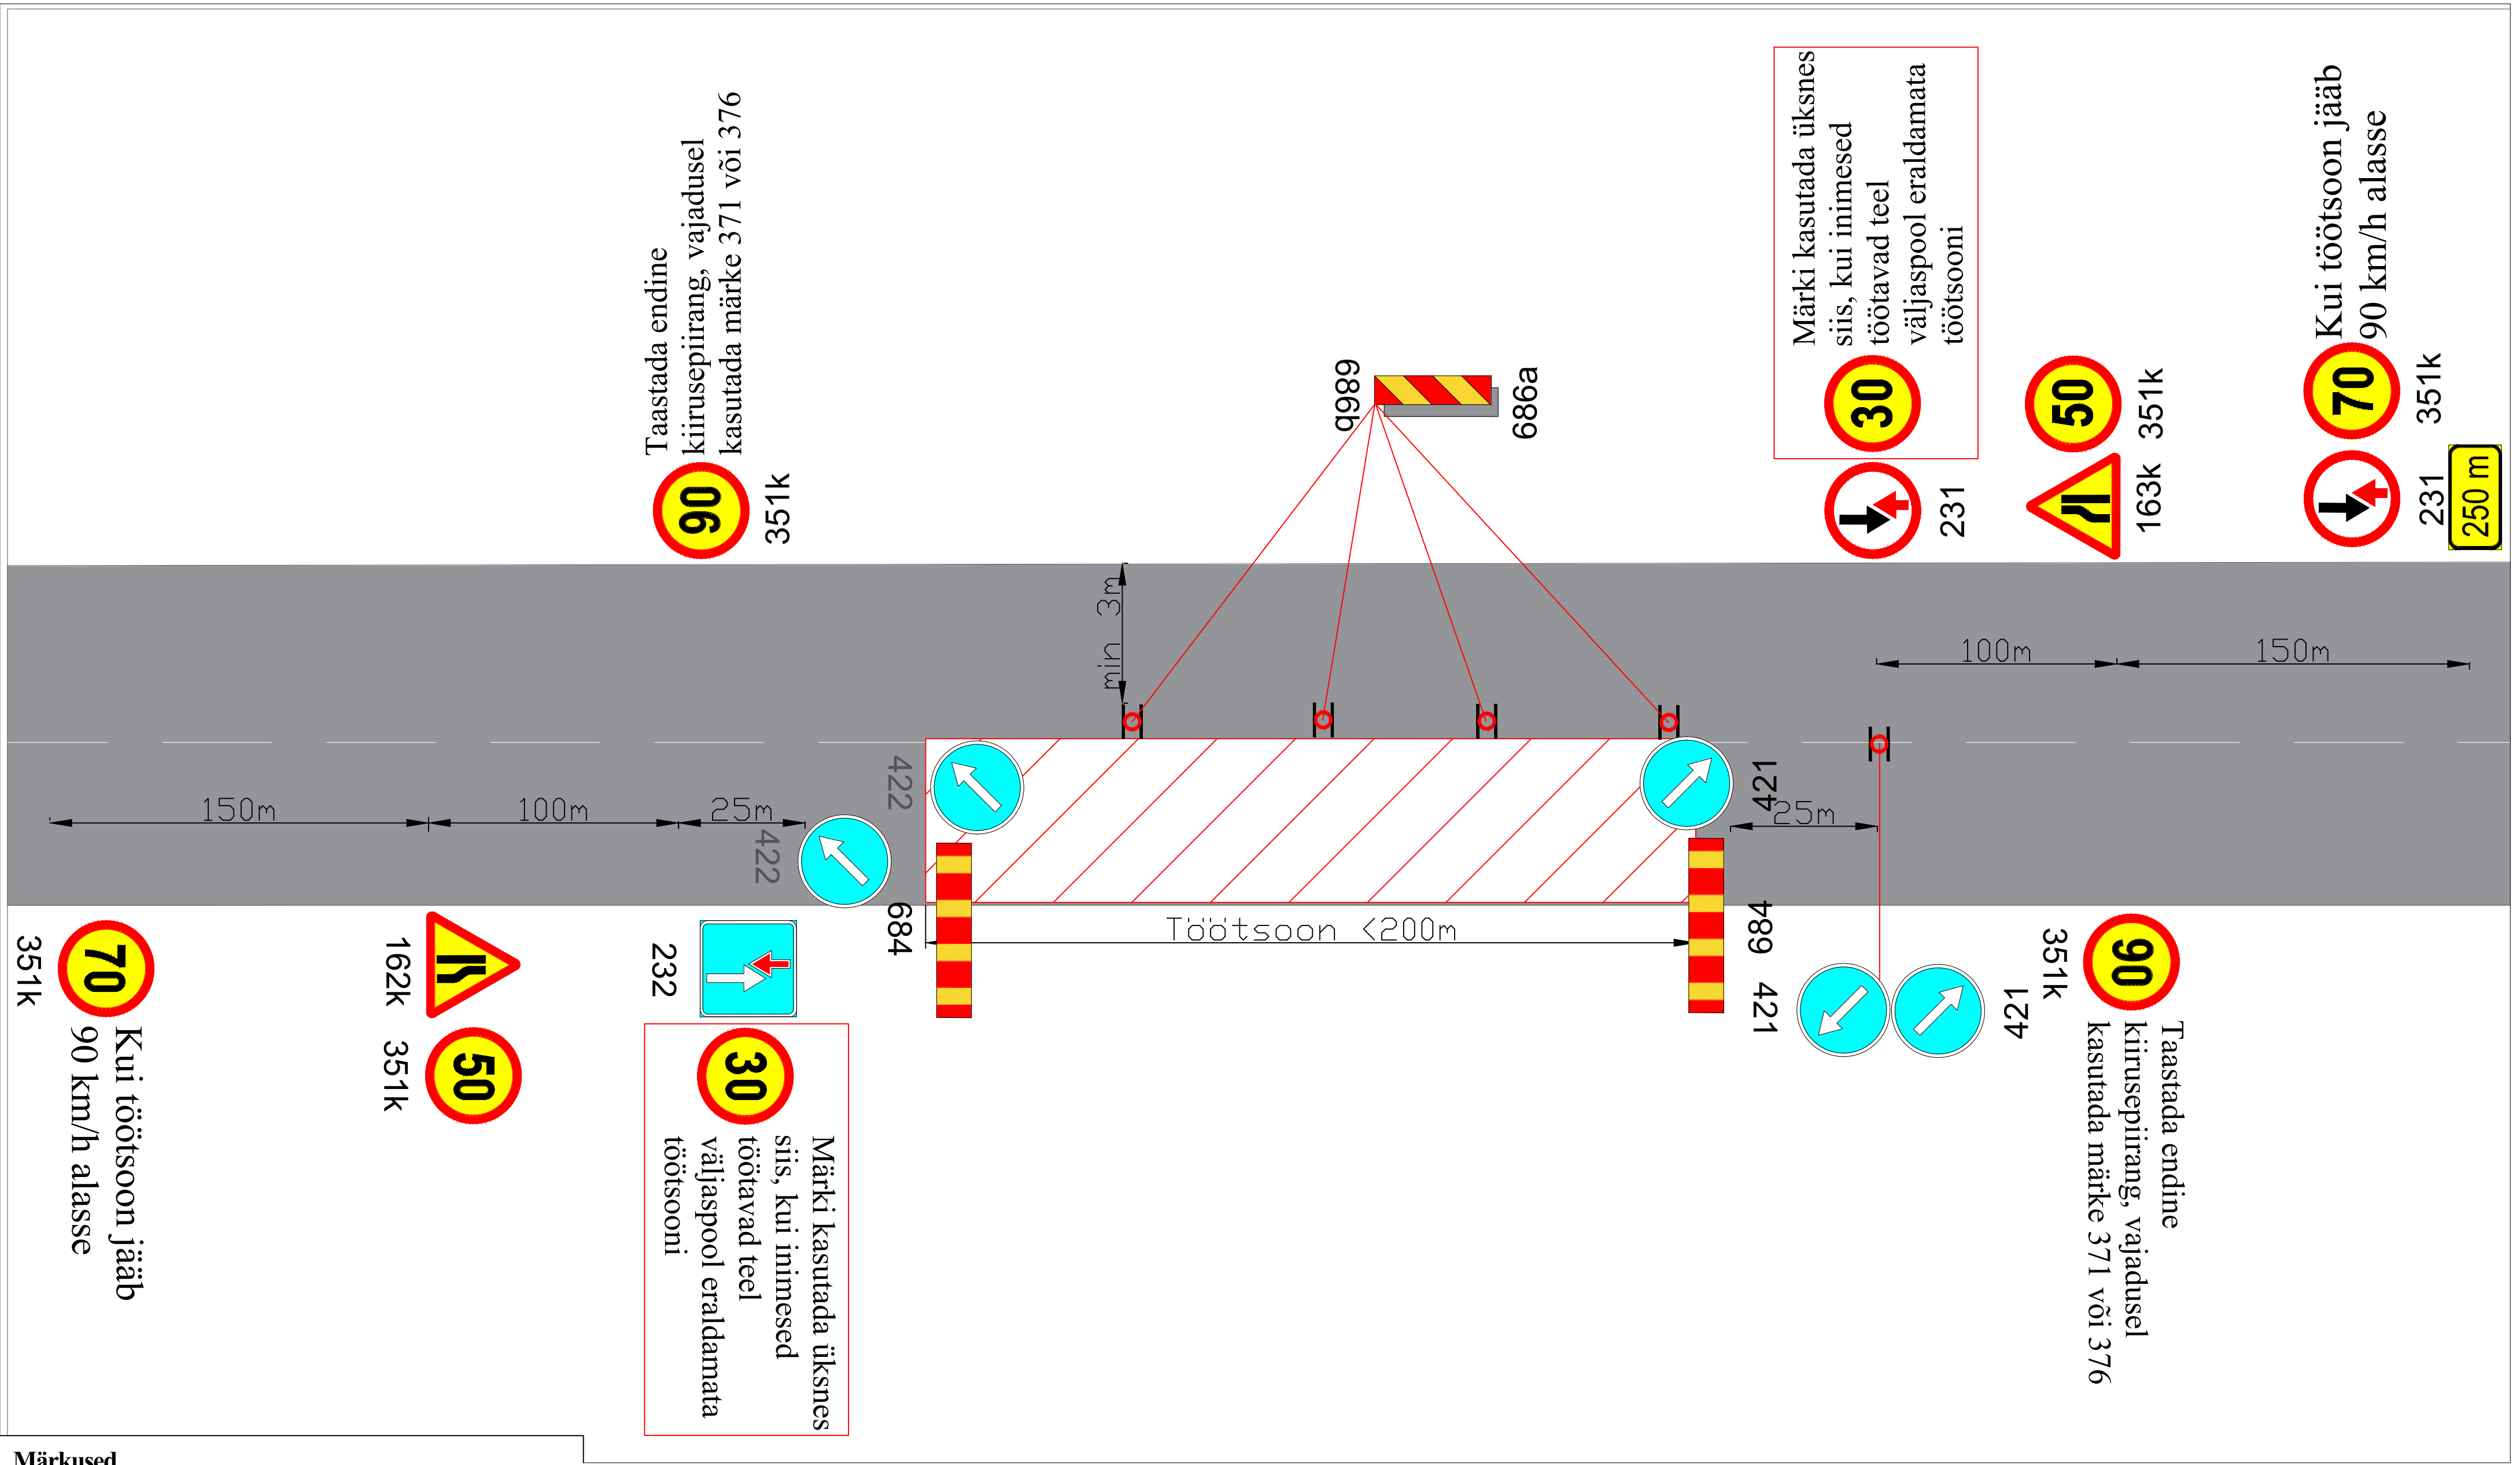 Taastada endine
kiirusepiirang, vajadusel
kasutada märke 371 või 376
90
351k
686b
686a
Märki kasutada üksnes
siis, kui inimesed
töötavad teel
väljaspool eraldamata
töötsooni
30
231
50
351k
163k
Kui töötsoon jääb
90 km/h alasse
70
351k
231
250 m
min 3m
100m
150m
150m
100m
25m
422
422
421
25m
684
Töötsoon <200m
684
351k
70
Kui töötsoon jääb
90 km/h alasse
162k
351k
50
232
30
Märki kasutada üksnes
siis, kui inimesed
töötavad teel
väljaspool eraldamata
töötsooni
421
421
351k
90
Taastada endine
kiirusepiirang, vajadusel
kasutada märke 371 või 376
Märkused